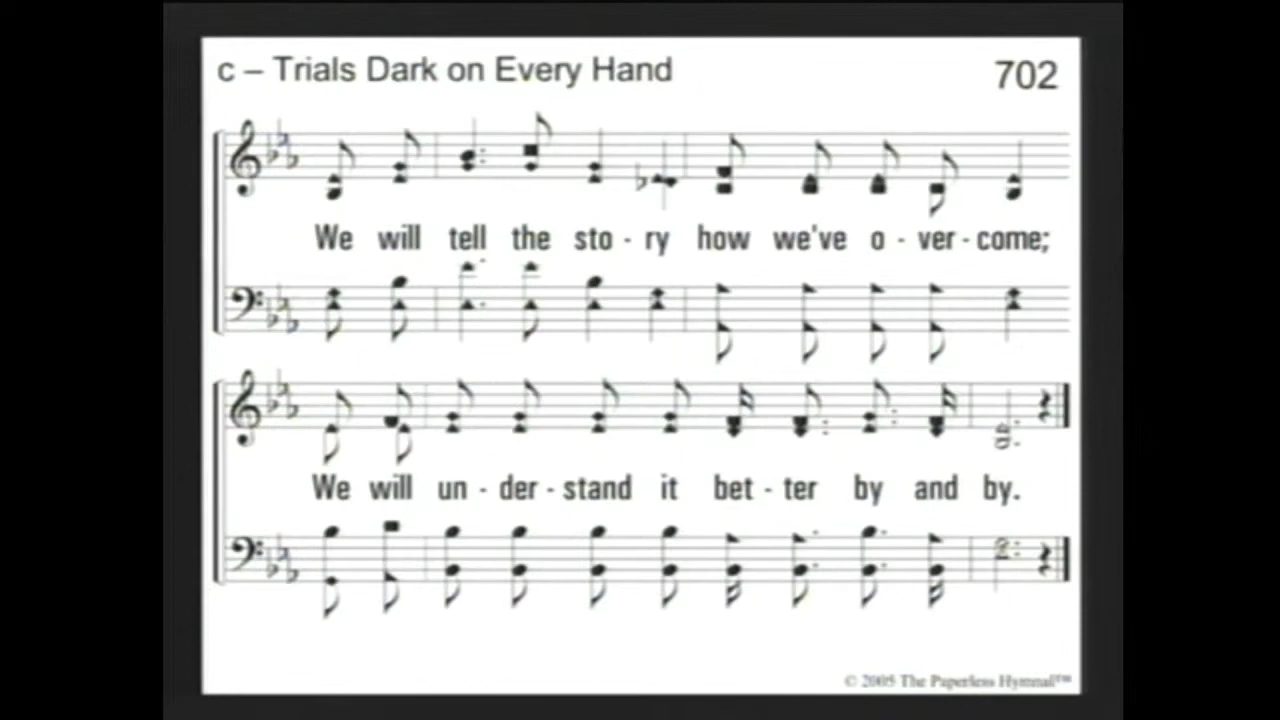 c – Trials Dark on Every Hand
702
We will tell the sto - ry how we've o - ver - come;
We will un - der - stand it bet - ter by and by.
© 2005 The Paperless Hymnal™